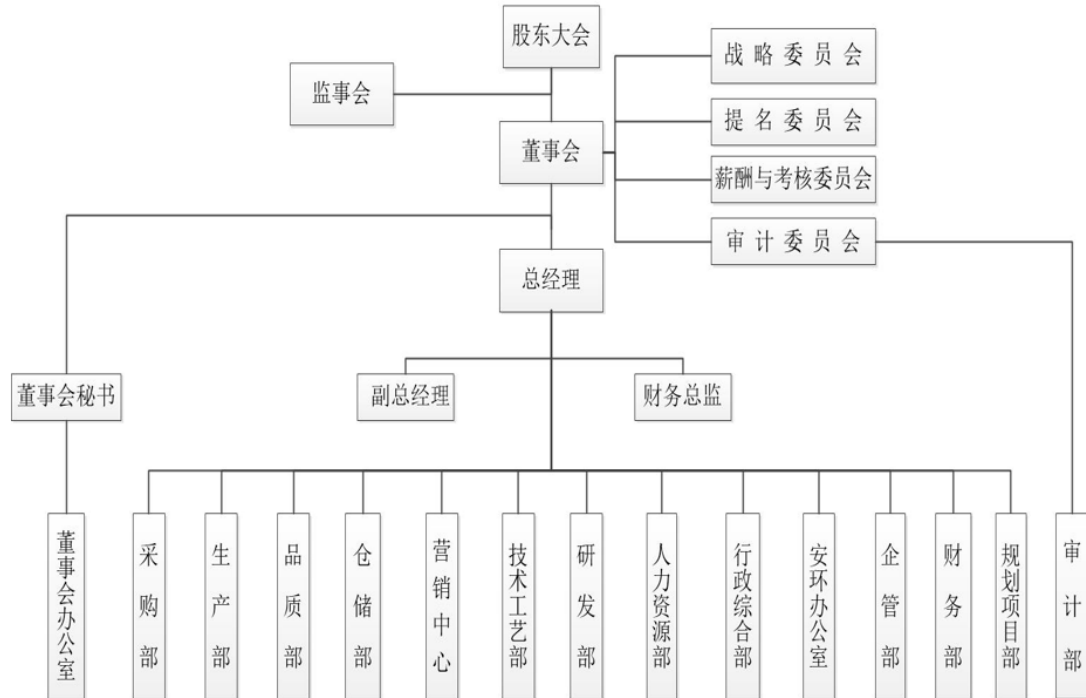 股东大会
战略委员会
监事会
提名委员会
董事会
薪酬与考核委员会
审计委员会
总经理
董事会秘书
副总经理
财务总监
董事会办公室
采购部
生产部
品质部
仓储部
营销中心
技术工艺部
研发部
人力资源部
行政综合部
安环办公室
企管部
财务部
规划项目部
审计部